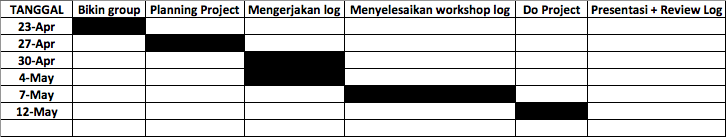 TANGGAL Bikin group Planning Project Mengerjakan log Menyelesaikan workshop log Do Project Presentasi + Review Log
23-Apr
27-Apr
30-Apr
4-May
7-May
12-May